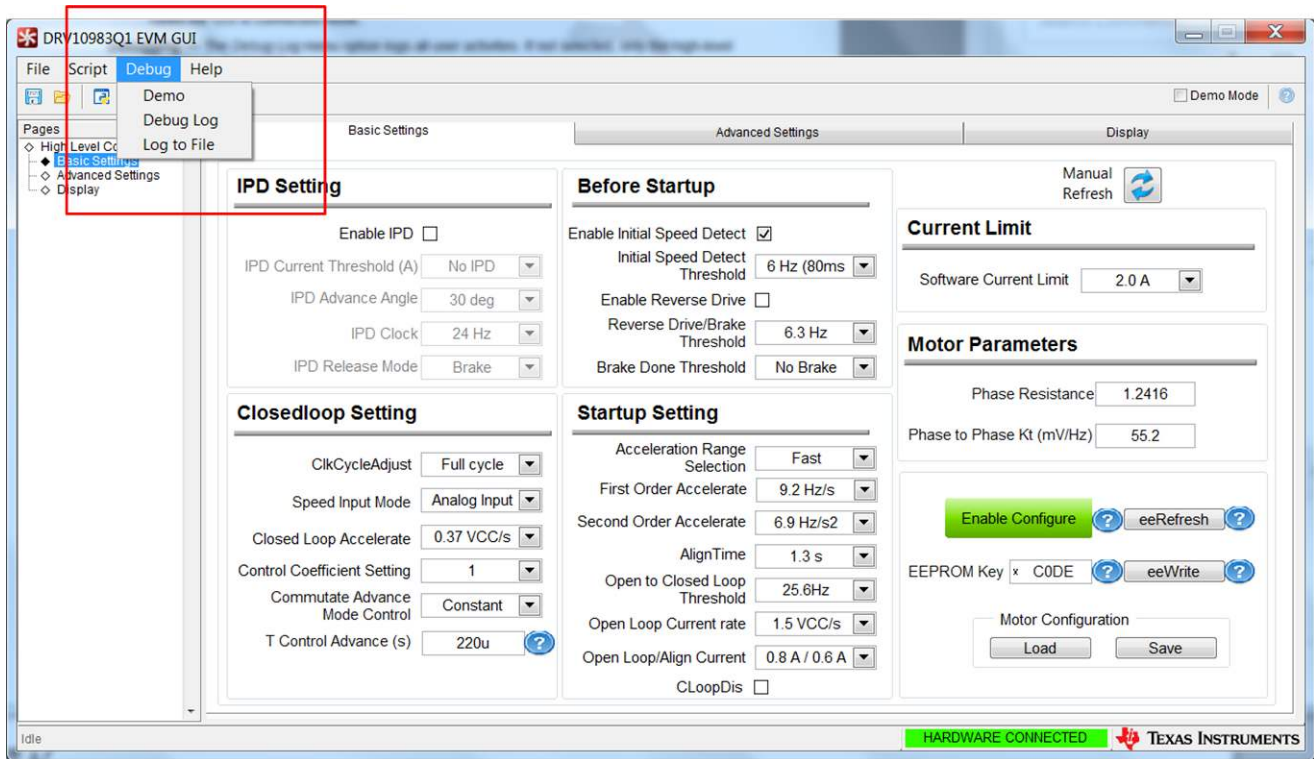 DRV10983Q1 EVM GUI
File Script Debug Help
Demo
Debug Log
Log to File
Demo Mode
Pages
High Level Co
Basic Settings
Advanced Settings
Display
Basic Settings
Advanced Settings
Display
IPD Setting
Enable IPD
IPD Current Threshold (A) No IPD
IPD Advance Angle 30 deg
IPD Clock 24 Hz
IPD Release Mode Brake
Before Startup
Enable Initial Speed Detect
Initial Speed Detect
Threshold 6 Hz (80ms
Enable Reverse Drive
Reverse Drive/Brake
Threshold 6.3 Hz
Brake Done Threshold No Brake
Manual
Refresh
Current Limit
Software Current Limit 2.0 A
Motor Parameters
Phase Resistance 1.2416
Phase to Phase Kt (mV/Hz) 55.2
Closedloop Setting
ClkCycleAdjust Full cycle
Speed Input Mode Analog Input
Closed Loop Accelerate 0.37 VCC/s
Control Coefficient Setting 1
Commutate Advance
Mode Control Constant
T Control Advance (s) 220u ?
Startup Setting
Acceleration Range
Selection Fast
First Order Accelerate 9.2 Hz/s
Second Order Accelerate 6.9 Hz/s2
AlignTime 1.3 s
Open to Closed Loop
Threshold 25.6Hz
Open Loop Current rate 1.5 VCC/s
Open Loop/Align Current 0.8 A / 0.6 A
CLoopDis
Enable Configure ? eeRefresh ?
EEPROM Key x C0DE ? eeWrite ?
Motor Configuration
Load Save
Idle
HARDWARE CONNECTED
TEXAS INSTRUMENTS